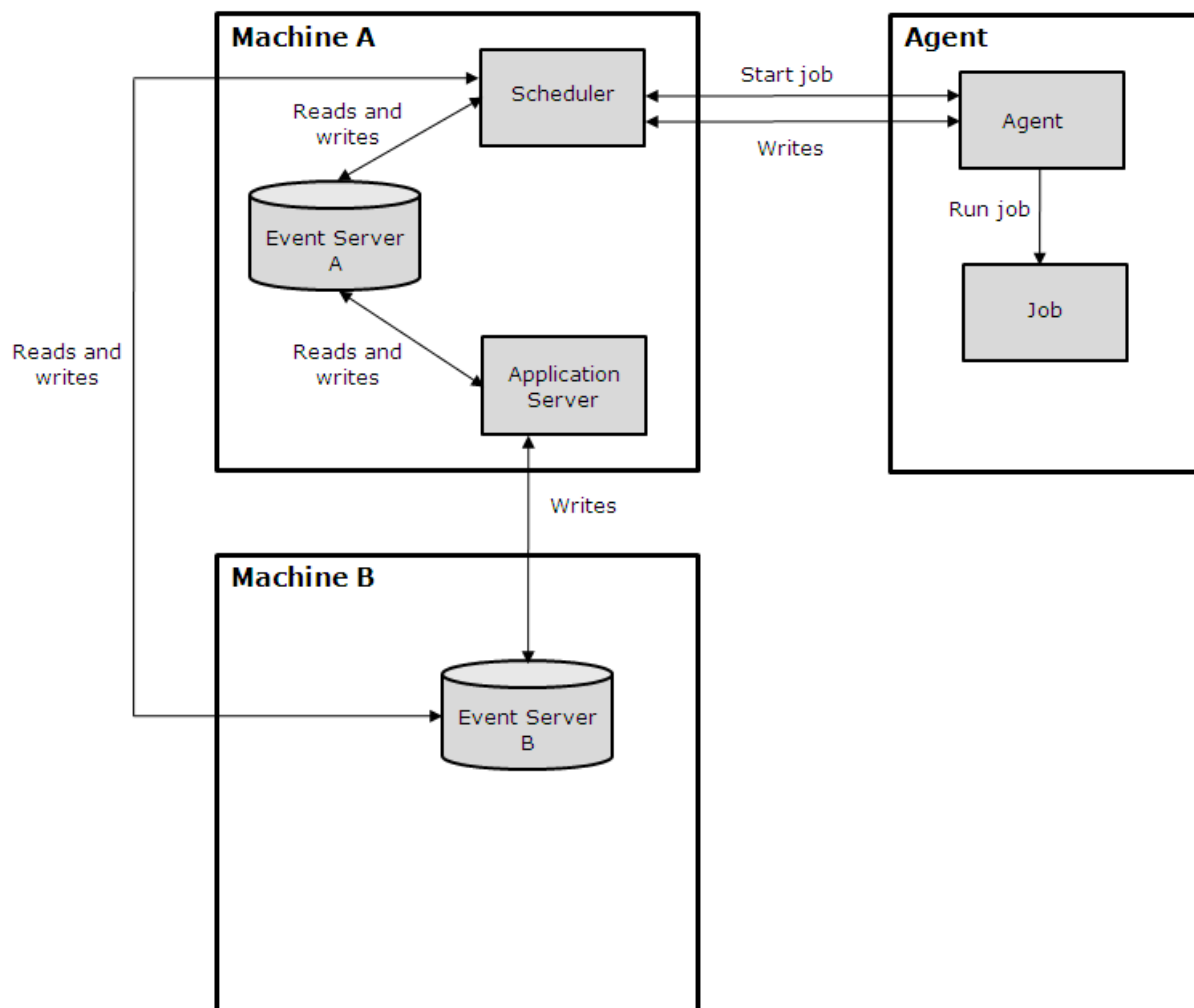 Machine A
Scheduler
Reads and
writes
Event Server
A
Reads and
writes
Application
Server
Start job
Writes
Agent
Agent
Run job
Job
Reads and
writes
Writes
Machine B
Event Server
B